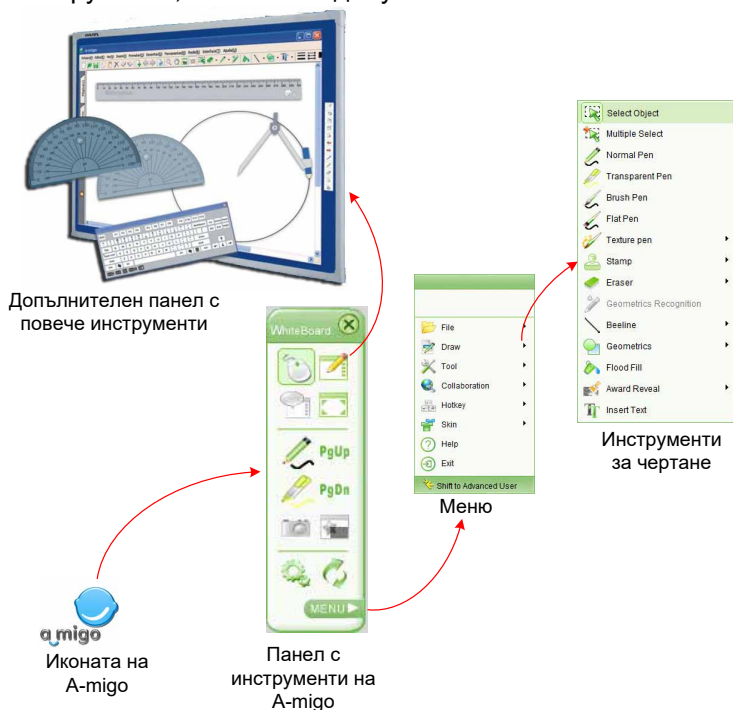 Допълнителен панел с
повече инструменти
WhiteBoard
PgUp
PgDn
MENU
a.migo
Иконата на
A-migo
Панел с
инструменти на
A-migo
File
Draw
Tool
Collaboration
Hotkey
Skin
Help
Exit
Shift to Advanced User
Меню
Select Object
Multiple Select
Normal Pen
Transparent Pen
Brush Pen
Flat Pen
Texture pen
Stamp
Eraser
Geometrics Recognition
Beeline
Geometrics
Flood Fill
Award Reveal
Insert Text
Инструменти
за чертане